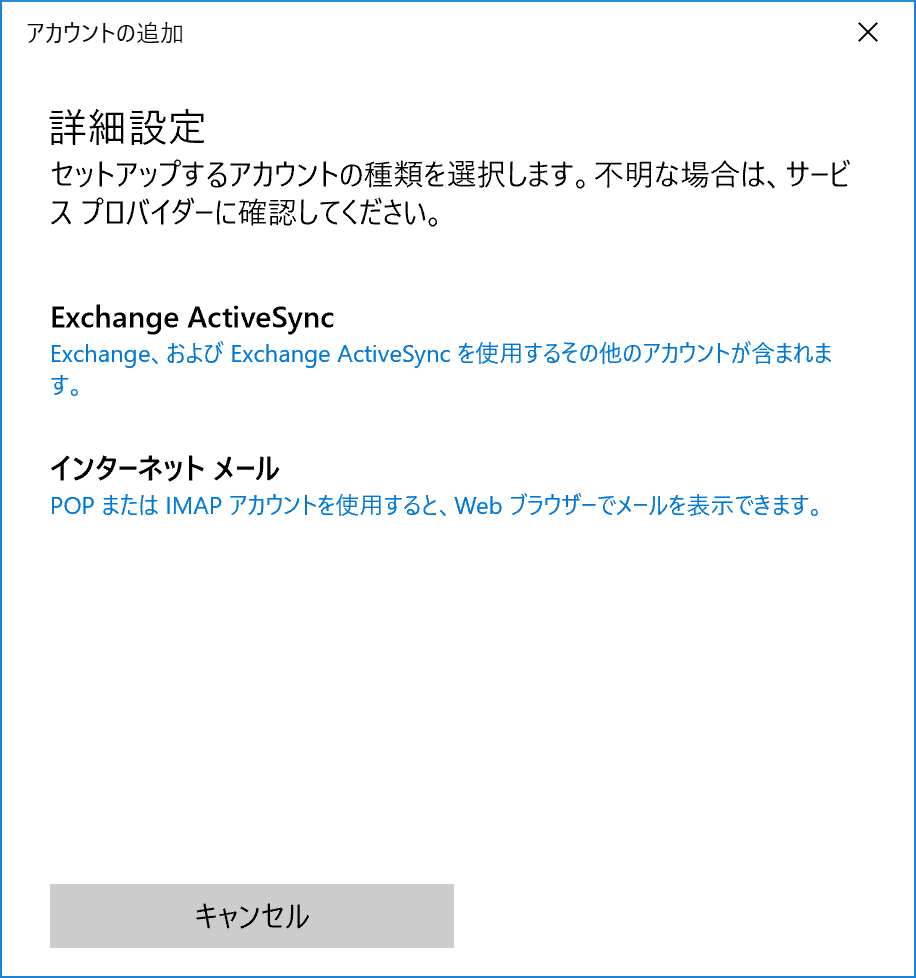 アカウントの追加
詳細設定
セットアップするアカウントの種類を選択します。不明な場合は、サービ
ス プロバイダーに確認してください。
Exchange ActiveSync
Exchange、および Exchange ActiveSync を使用するその他のアカウントが含まれま
す。
インターネット メール
POP または IMAP アカウントを使用すると、Web ブラウザーでメールを表示できます。
キャンセル